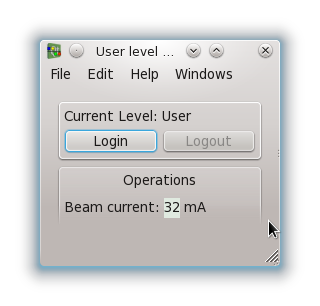 User level ...
File Edit Help Windows
Current Level: User
Login Logout
Operations
Beam current: 32 mA